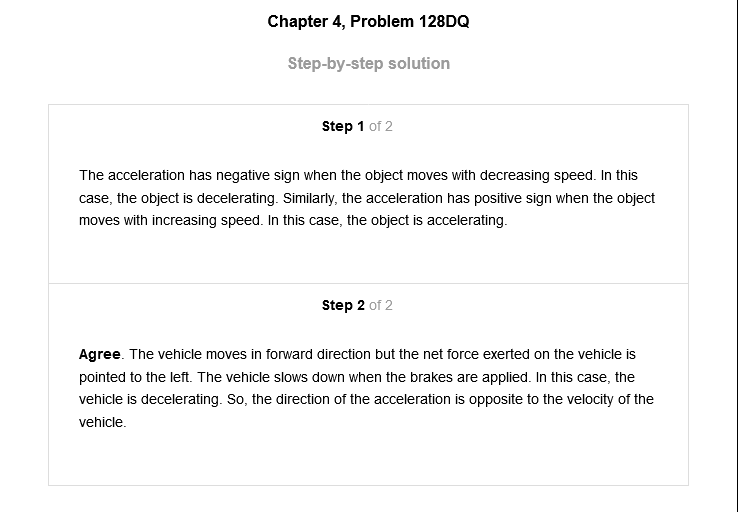 Chapter 4, Problem 128DQ
Step-by-step solution
Step 1 of 2
The acceleration has negative sign when the object moves with decreasing speed. In this
case, the object is decelerating. Similarly, the acceleration has positive sign when the object
moves with increasing speed. In this case, the object is accelerating.
Step 2 of 2
Agree. The vehicle moves in forward direction but the net force exerted on the vehicle is
pointed to the left. The vehicle slows down when the brakes are applied. In this case, the
vehicle is decelerating. So, the direction of the acceleration is opposite to the velocity of the
vehicle.